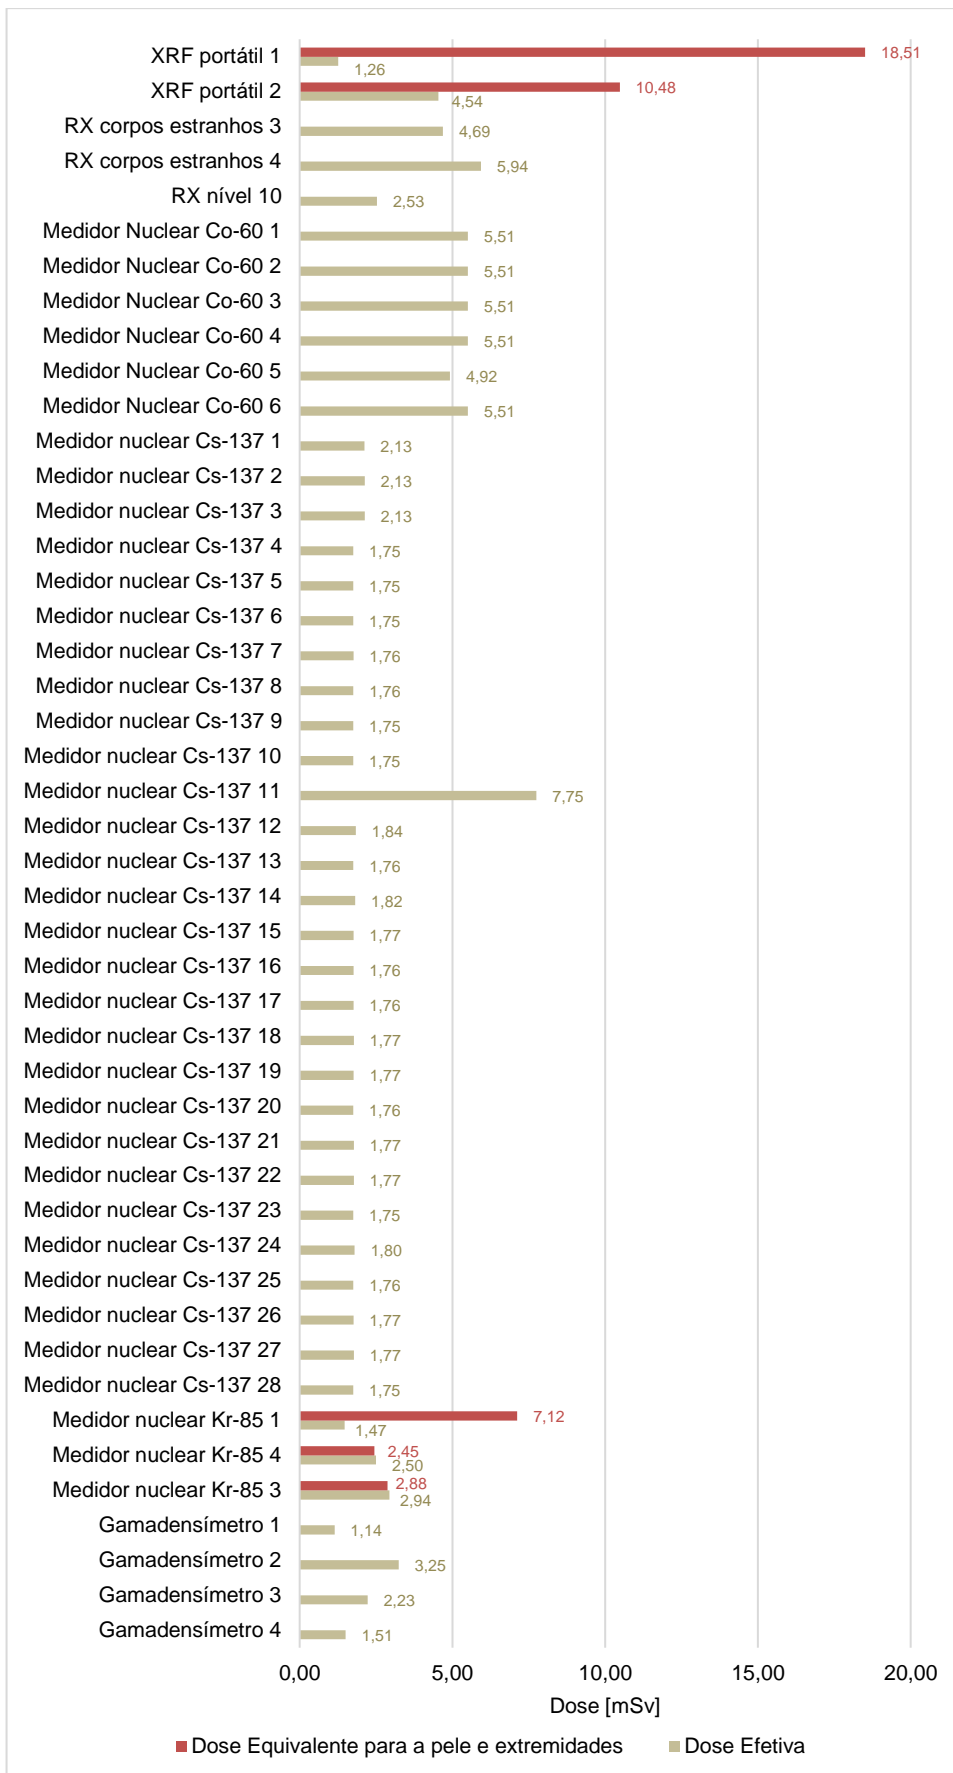 XRF portátil 1
18,51
1,26
XRF portátil 2
10,48
4,54
RX corpos estranhos 3
4,69
RX corpos estranhos 4
5,94
RX nível 10
2,53
Medidor Nuclear Co-60 1
5,51
Medidor Nuclear Co-60 2
5,51
Medidor Nuclear Co-60 3
5,51
Medidor Nuclear Co-60 4
5,51
Medidor Nuclear Co-60 5
4,92
Medidor Nuclear Co-60 6
5,51
Medidor nuclear Cs-137 1
2,13
Medidor nuclear Cs-137 2
2,13
Medidor nuclear Cs-137 3
2,13
Medidor nuclear Cs-137 4
1,75
Medidor nuclear Cs-137 5
1,75
Medidor nuclear Cs-137 6
1,75
Medidor nuclear Cs-137 7
1,76
Medidor nuclear Cs-137 8
1,76
Medidor nuclear Cs-137 9
1,75
Medidor nuclear Cs-137 10
1,75
Medidor nuclear Cs-137 11
7,75
Medidor nuclear Cs-137 12
1,84
Medidor nuclear Cs-137 13
1,76
Medidor nuclear Cs-137 14
1,82
Medidor nuclear Cs-137 15
1,77
Medidor nuclear Cs-137 16
1,76
Medidor nuclear Cs-137 17
1,76
Medidor nuclear Cs-137 18
1,77
Medidor nuclear Cs-137 19
1,77
Medidor nuclear Cs-137 20
1,76
Medidor nuclear Cs-137 21
1,77
Medidor nuclear Cs-137 22
1,77
Medidor nuclear Cs-137 23
1,75
Medidor nuclear Cs-137 24
1,80
Medidor nuclear Cs-137 25
1,76
Medidor nuclear Cs-137 26
1,77
Medidor nuclear Cs-137 27
1,77
Medidor nuclear Cs-137 28
1,75
Medidor nuclear Kr-85 1
7,12
1,47
Medidor nuclear Kr-85 4
2,45
2,50
Medidor nuclear Kr-85 3
2,88
2,94
Gamadensímetro 1
1,14
Gamadensímetro 2
3,25
Gamadensímetro 3
2,23
Gamadensímetro 4
1,51
0,00 5,00 10,00 15,00 20,00
Dose [mSv]
Dose Equivalente para a pele e extremidades Dose Efetiva